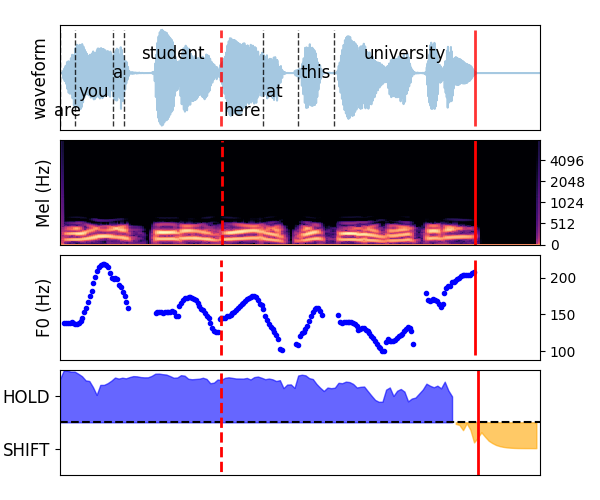 waveform
are
you
a
student
here
at
this
university
Mel (Hz)
4096
2048
1024
512
0
F0 (Hz)
200
150
100
HOLD
SHIFT